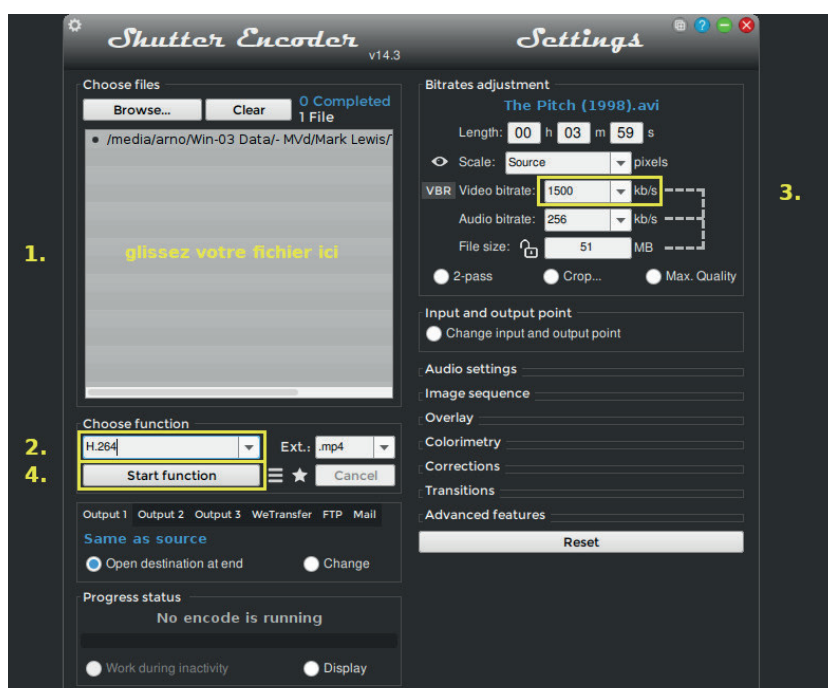 Shutter Encoder
v14.3
Choose files
Browse...
Clear
0 Completed
1 File
/media/arno/Win-03 Data/- MVd/Mark Lewis/
1.
glissez votre fichier ici
Choose function
2.
H.264
Ext.:
.mp4
4.
Start function
Cancel
Output 1 Output 2 Output 3 WeTransfer FTP Mail
Same as source
Open destination at end
Change
Progress status
No encode is running
Work during inactivity
Display
Settings
?
Bitrates adjustment
The Pitch (1998).avi
Length: 00 h 03 m 59 s
Scale: Source pixels
VBR Video bitrate: 1500 kb/s
3.
Audio bitrate: 256 kb/s
File size: 51 MB
2-pass
Crop...
Max. Quality
Input and output point
Change input and output point
Audio settings
Image sequence
Overlay
Colorimetry
Corrections
Transitions
Advanced features
Reset